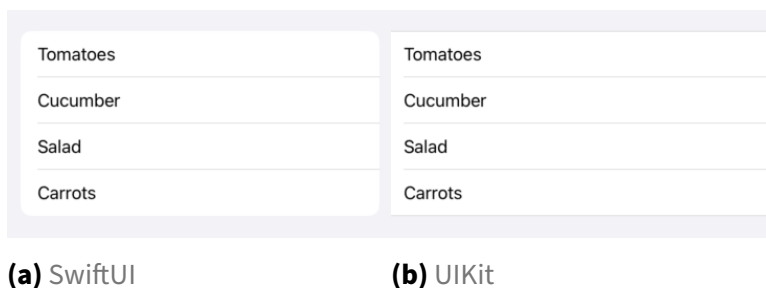 Tomatoes
Cucumber
Salad
Carrots
Tomatoes
Cucumber
Salad
Carrots
(a) SwiftUI
(b) UIKit